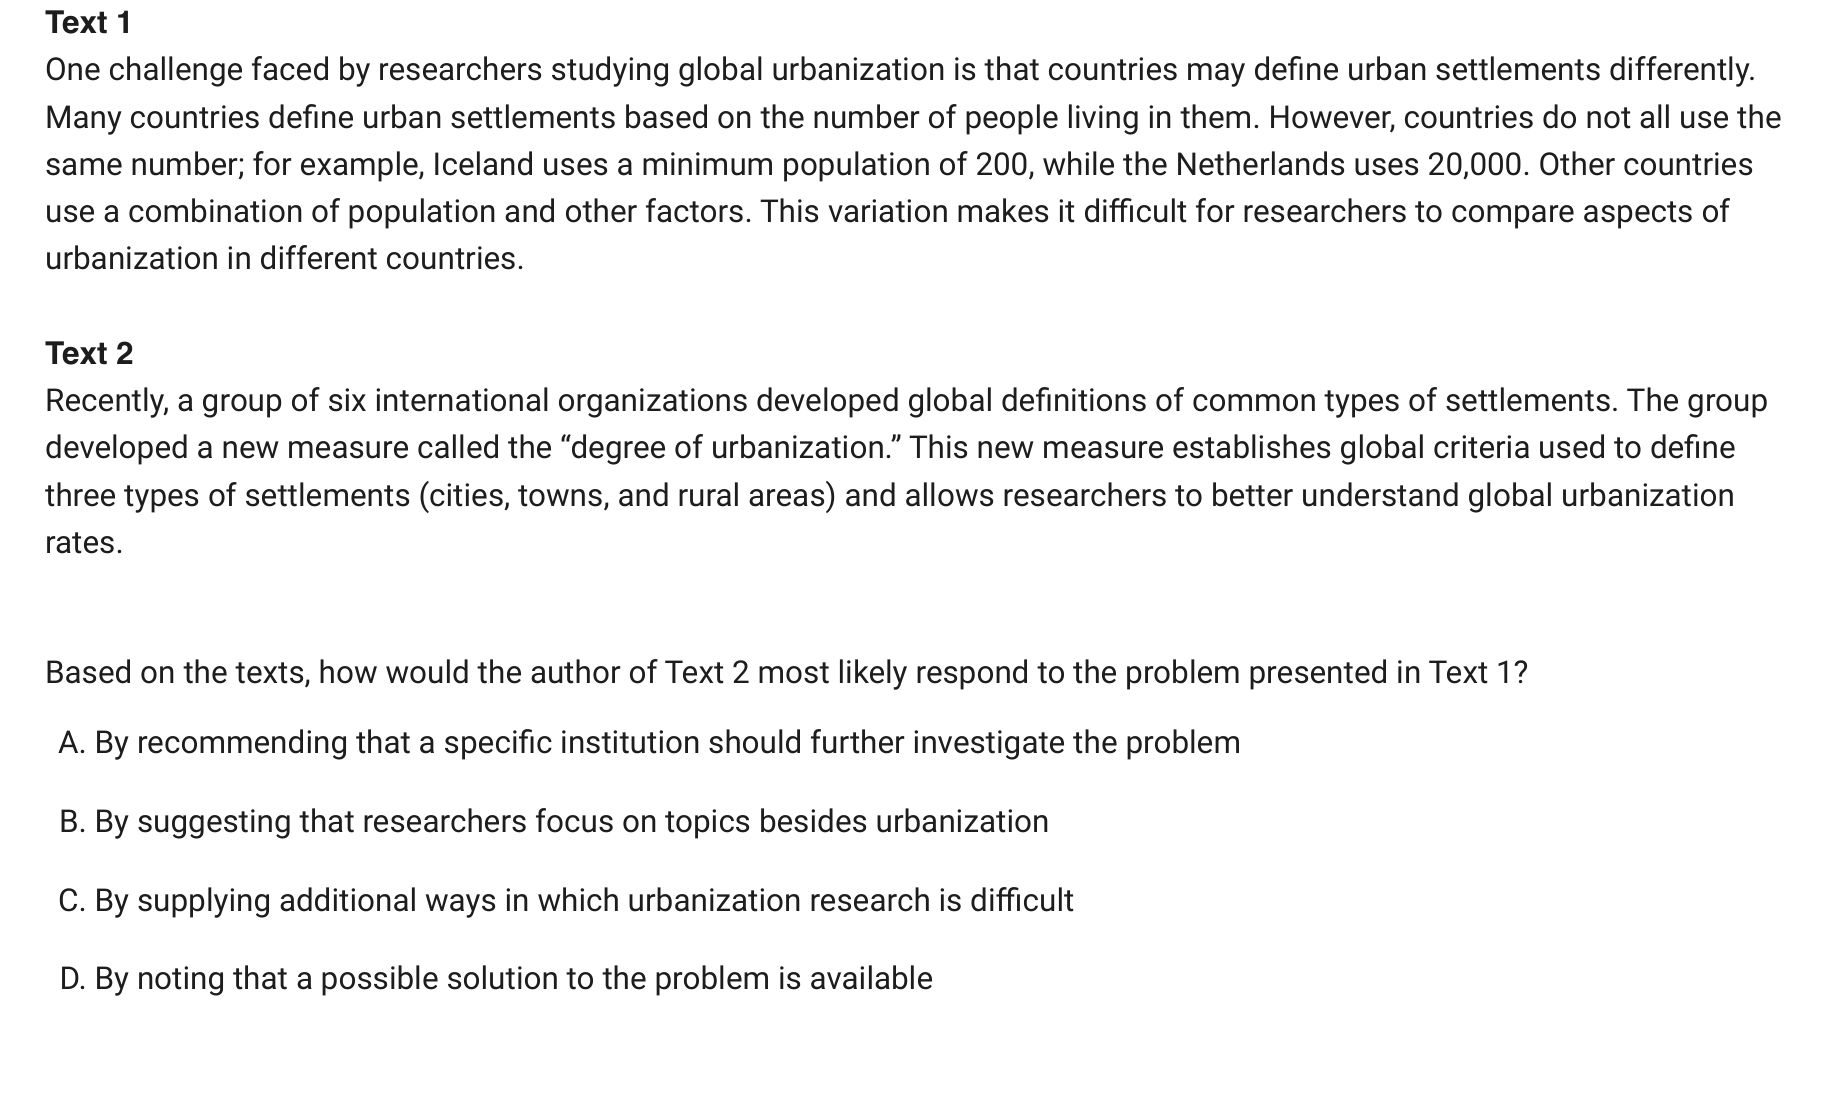 Text 1
One challenge faced by researchers studying global urbanization is that countries may define urban settlements differently.
Many countries define urban settlements based on the number of people living in them. However, countries do not all use the
same number; for example, Iceland uses a minimum population of 200, while the Netherlands uses 20,000. Other countries
use a combination of population and other factors. This variation makes it difficult for researchers to compare aspects of
urbanization in different countries.
Text 2
Recently, a group of six international organizations developed global definitions of common types of settlements. The group
developed a new measure called the “degree of urbanization.” This new measure establishes global criteria used to define
three types of settlements (cities, towns, and rural areas) and allows researchers to better understand global urbanization
rates.
Based on the texts, how would the author of Text 2 most likely respond to the problem presented in Text 1?
A. By recommending that a specific institution should further investigate the problem
B. By suggesting that researchers focus on topics besides urbanization
C. By supplying additional ways in which urbanization research is difficult
D. By noting that a possible solution to the problem is available